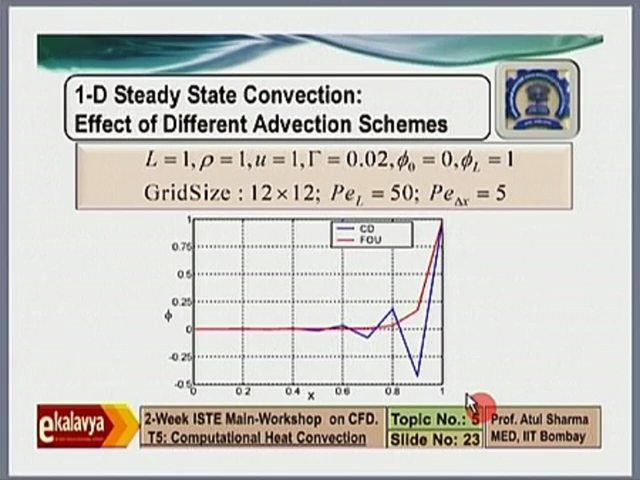 1-D Steady State Convection:
Effect of Different Advection Schemes
L = 1, ρ = 1, u = 1, Γ = 0.02, ϕ₀ = 0, ϕ_L = 1
GridSize : 12 × 12; Pe_L = 50; Pe_Δx = 5
CD
FOU
1
0.75
0.5
0.25
0
-0.25
-0.5
ϕ
0 0.2 0.4 0.6 0.8 1
x
ekalavya
2-Week ISTE Main-Workshop on CFD.
T5: Computational Heat Convection
Topic No.: 5
Slide No: 23
Prof. Atul Sharma
MED, IIT Bombay